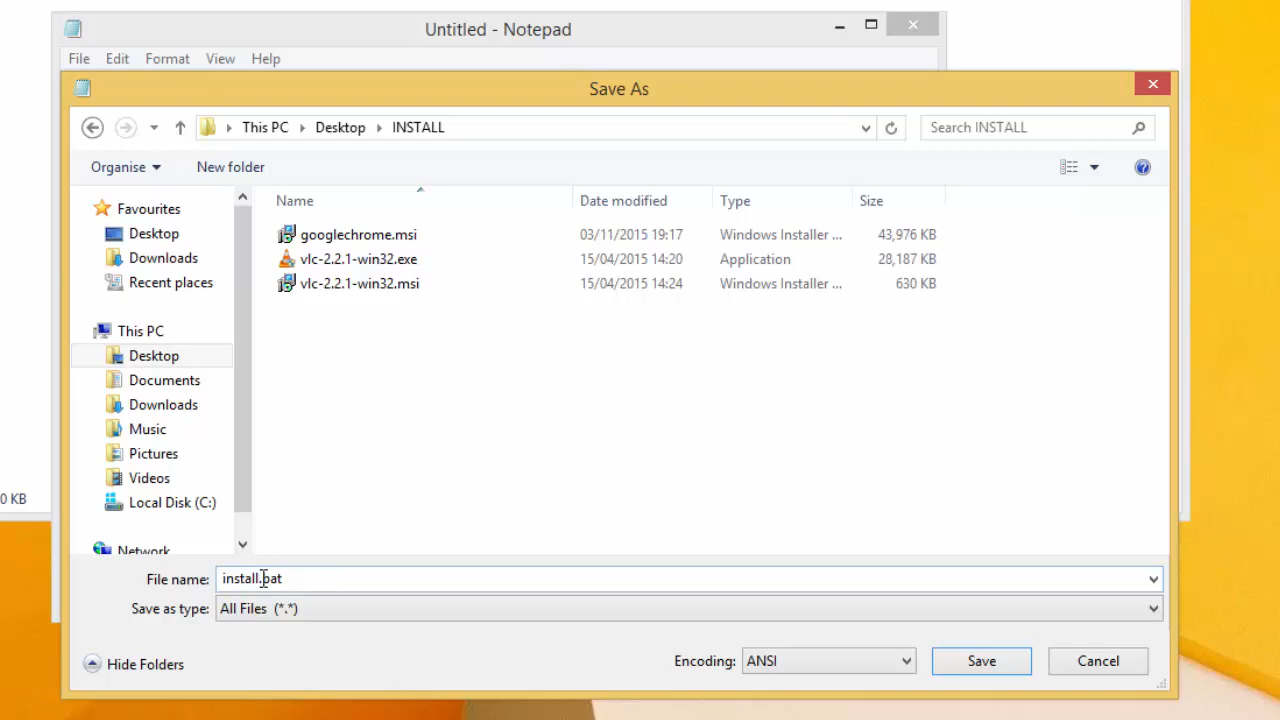 Untitled - Notepad
File Edit Format View Help
Save As
This PC Desktop INSTALL
Search INSTALL
Organise New folder
Name Date modified Type Size
googlechrome.msi 03/11/2015 19:17 Windows Installer ... 43,976 KB
vlc-2.2.1-win32.exe 15/04/2015 14:20 Application 28,187 KB
vlc-2.2.1-win32.msi 15/04/2015 14:24 Windows Installer ... 630 KB
Favourites
Desktop
Downloads
Recent places
This PC
Desktop
Documents
Downloads
Music
Pictures
Videos
Local Disk (C:)
Network
0 KB
File name: install.bat
Save as type: All Files (*.*)
Hide Folders
Encoding: ANSI
Save
Cancel